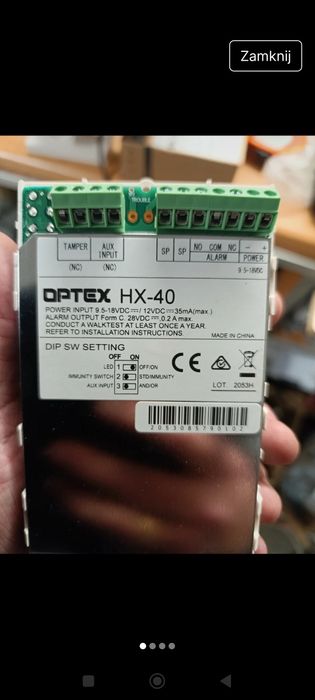 Zamknij
TROUBLE
TAMPER AUX INPUT SP SP NO COM NC - +
ALARM POWER
(NC) (NC) 9.5-18VDC
OPTEX HX-40
POWER INPUT 9.5-18VDC⎓ / 12VDC⎓35mA(max.)
ALARM OUTPUT Form C. 28VDC⎓,0.2 A max.
CONDUCT A WALKTEST AT LEAST ONCE A YEAR.
REFER TO INSTALLATION INSTRUCTIONS.
MADE IN CHINA
DIP SW SETTING
OFF ON
LED 1 OFF/ON
IMMUNITY SWITCH 2 STD/IMMUNITY
AUX INPUT 3 AND/OR
CE
LOT. 2053H
2053085790102